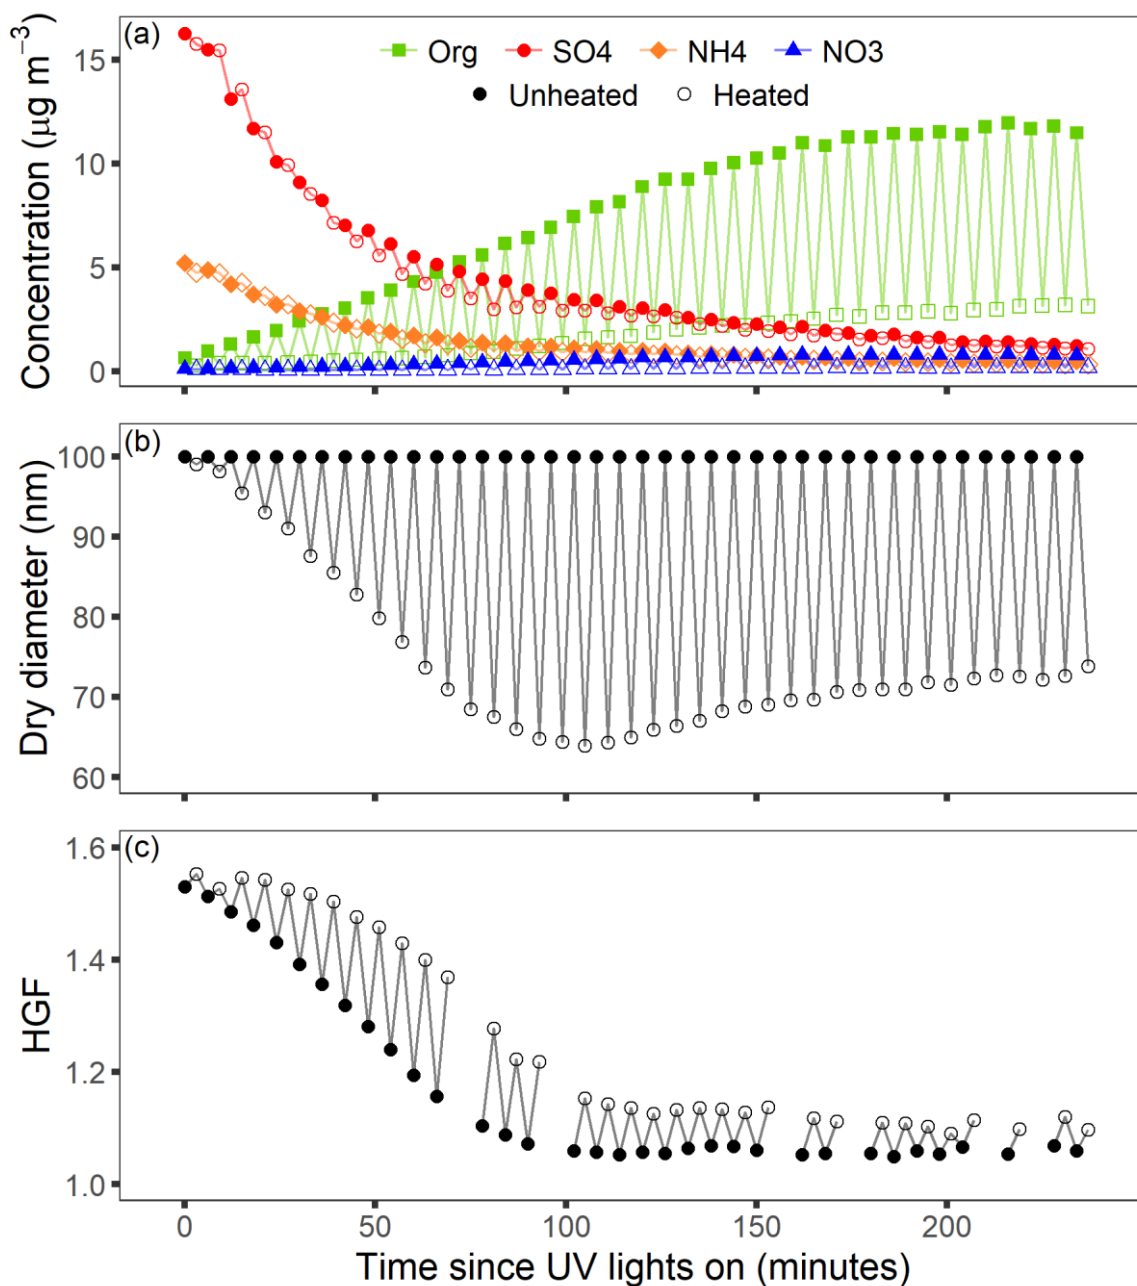 (a)
Org SO4 NH4 NO3
Unheated Heated
Concentration (μg m⁻³)
15
10
5
0
(b)
Dry diameter (nm)
100
90
80
70
60
(c)
HGF
1.6
1.4
1.2
1.0
0 50 100 150 200
Time since UV lights on (minutes)